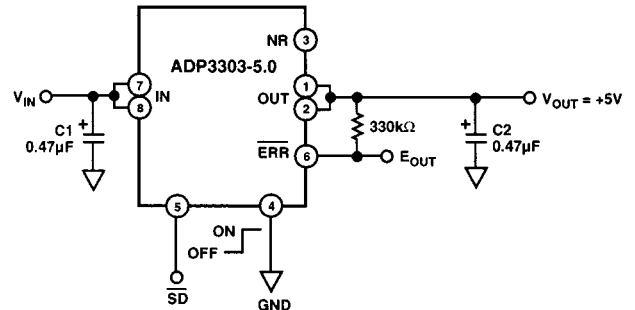 NR
3
ADP3303-5.0
7
8
IN
VIN
1
2
OUT
VOUT = +5V
C1
0.47µF
+
330kΩ
+
C2
0.47µF
ERR
6
EOUT
5
4
ON
OFF
SD
GND